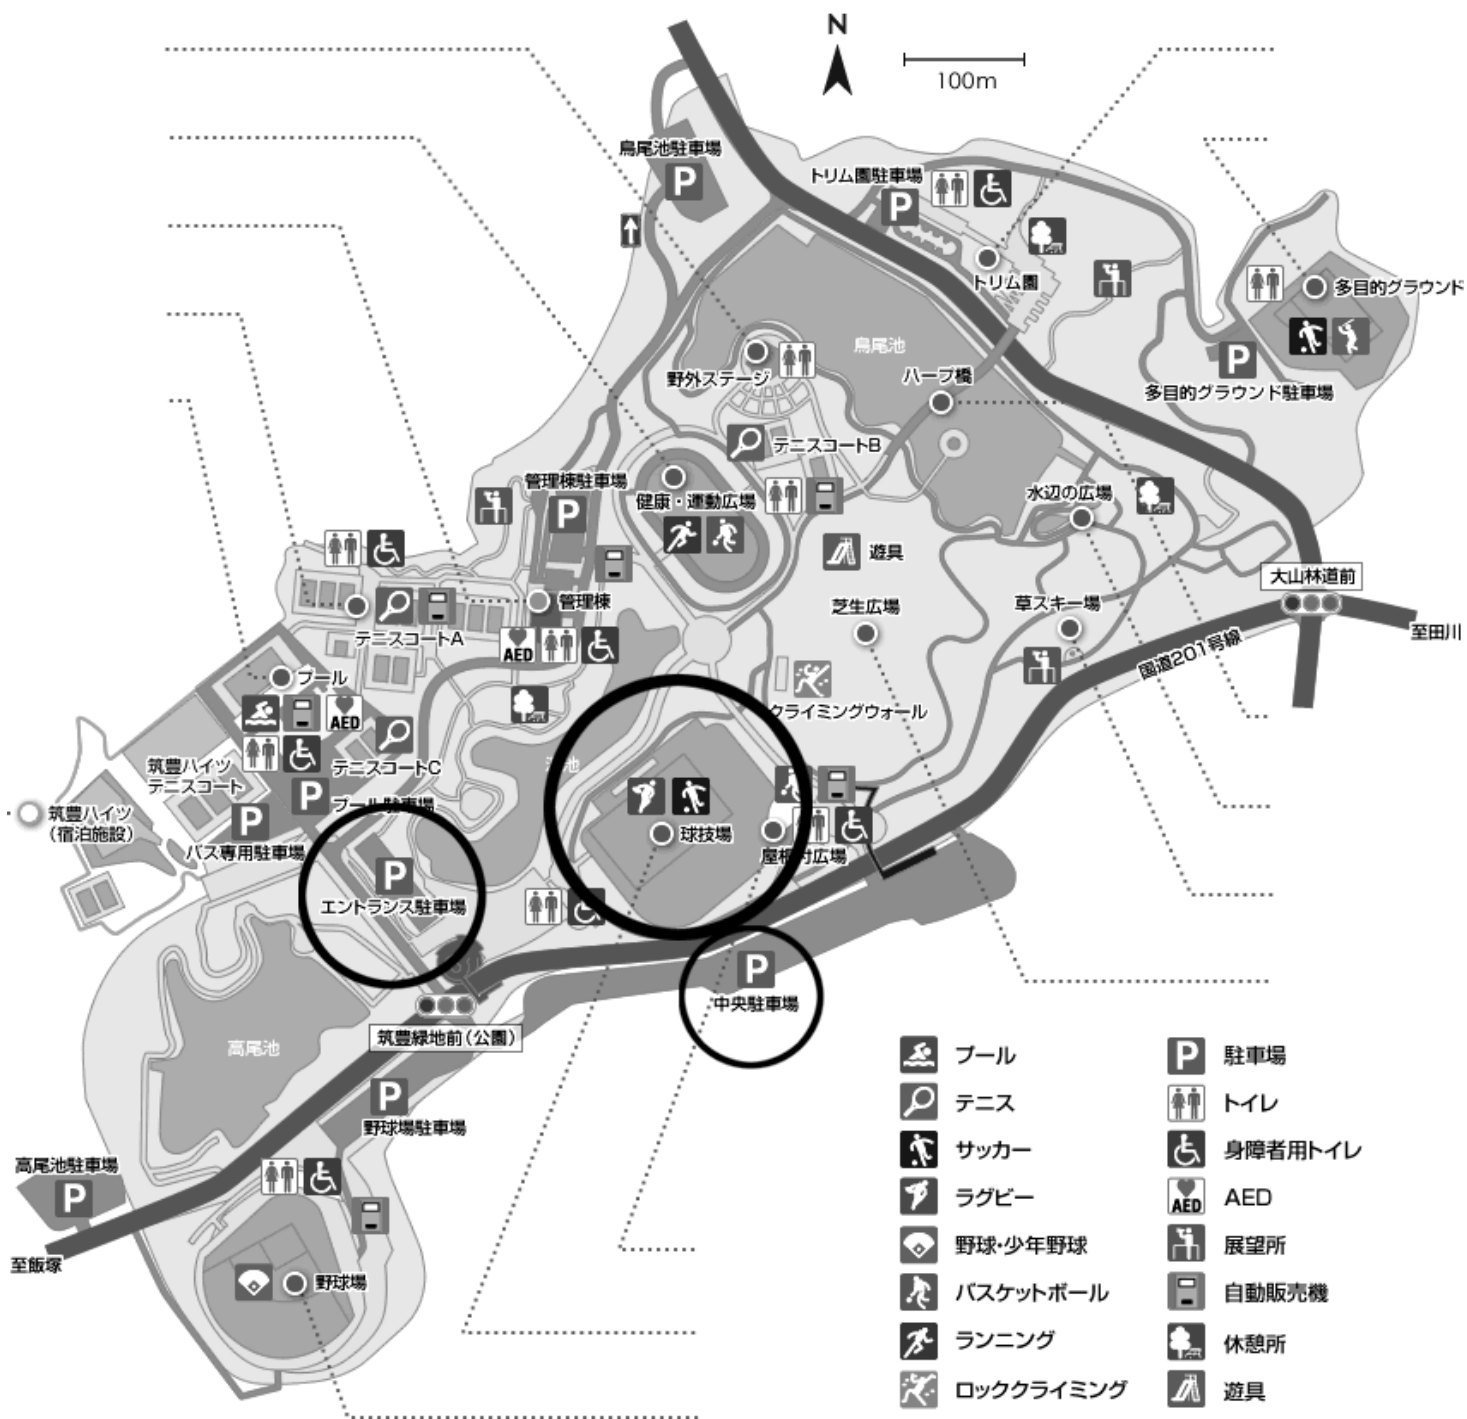 N
100m
鳥尾池駐車場
P
トリム園駐車場
P
トリム園
多目的グラウンド
P
多目的グラウンド駐車場
鳥尾池
野外ステージ
ハープ橋
テニスコートB
管理棟駐車場
P
健康・運動広場
水辺の広場
遊具
大山林道前
管理棟
芝生広場
草スキー場
至田川
テニスコートA
AED
国道201号線
プール
AED
クライミングウォール
筑豊ハイツ
テニスコート
テニスコートC
P
プール駐車場
筑豊ハイツ
(宿泊施設)
P
バス専用駐車場
球技場
屋根付広場
P
エントランス駐車場
P
中央駐車場
筑豊緑地前(公園)
高尾池
P
野球場駐車場
高尾池駐車場
P
至飯塚
野球場
プール
テニス
サッカー
ラグビー
野球・少年野球
バスケットボール
ランニング
ロッククライミング
P
駐車場
トイレ
身障者用トイレ
AED
AED
展望所
自動販売機
休憩所
遊具